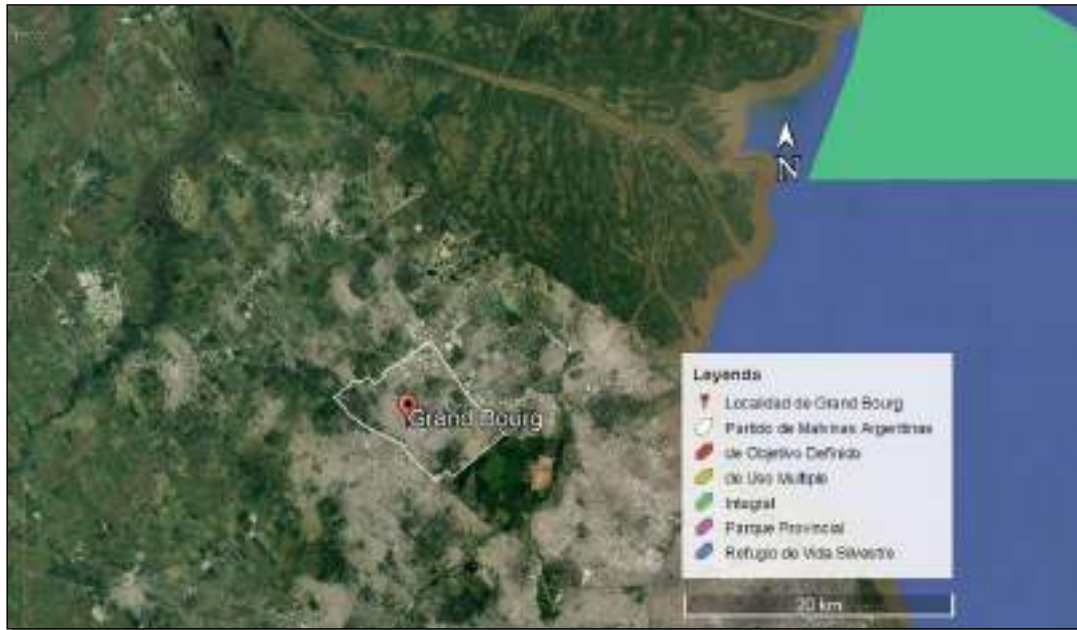 N
Grand Bourg
Leyenda
Localidad de Grand Bourg
Partido de Malvinas Argentinas
de Objetivo Definido
de Uso Multiple
Integral
Parque Provincial
Refugio de Vida Silvestre
20 km